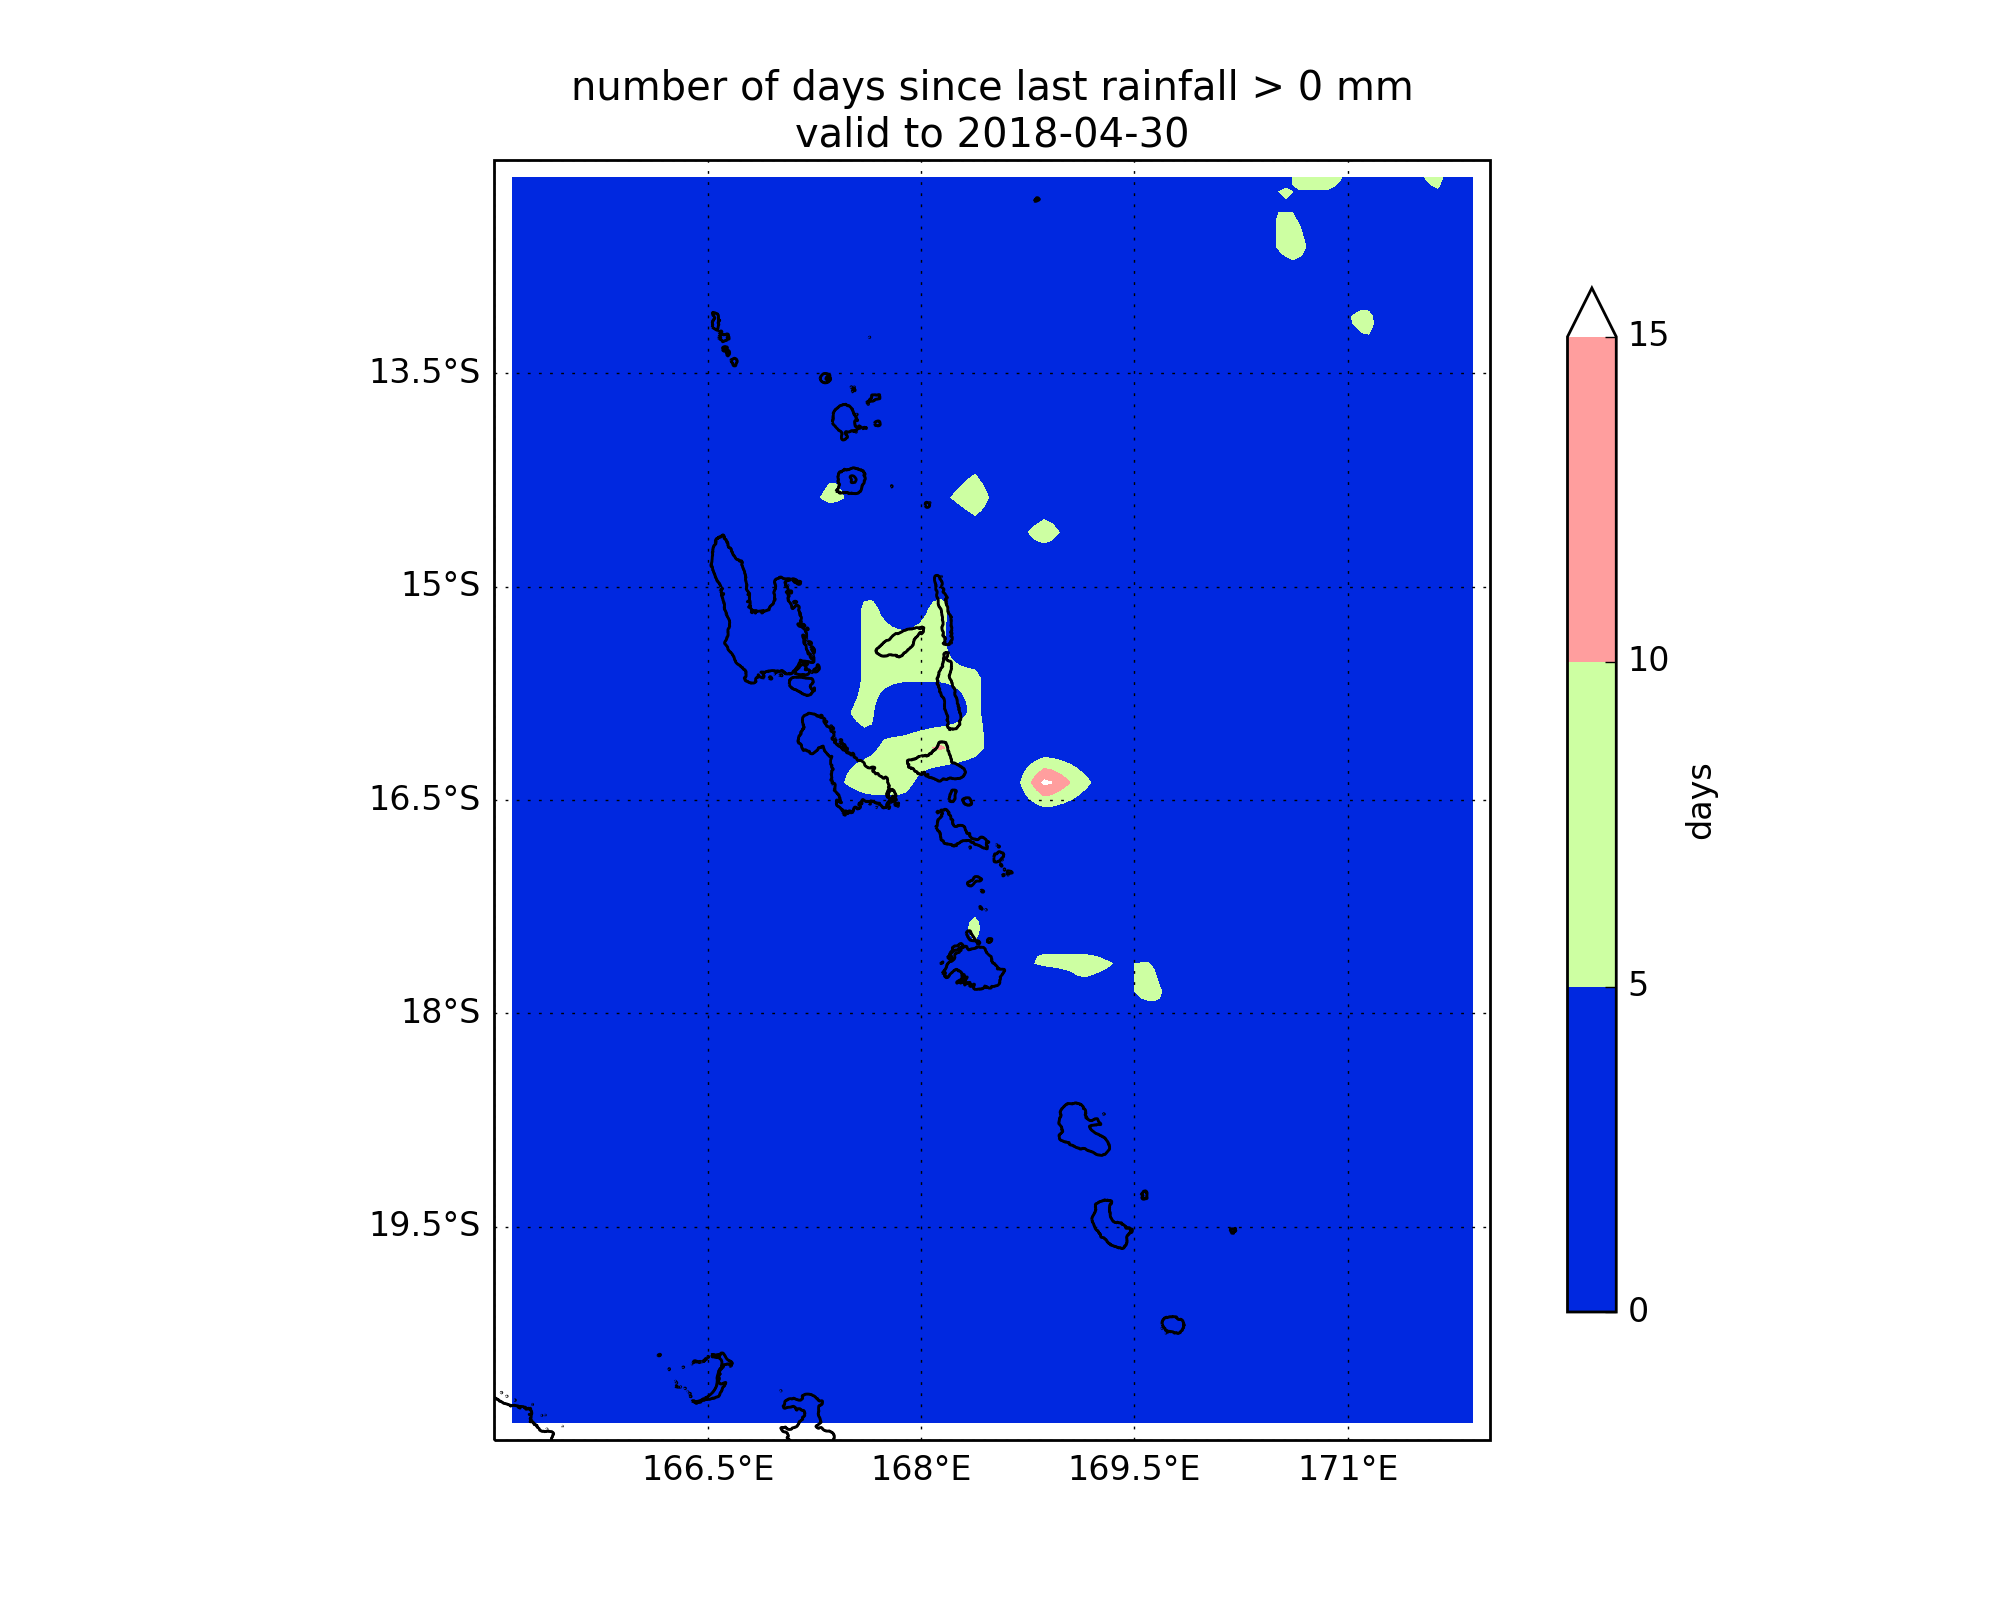 number of days since last rainfall > 0 mm
valid to 2018-04-30
15
13.5°S
15°S
10
16.5°S
days
5
18°S
19.5°S
0
166.5°E 168°E 169.5°E 171°E